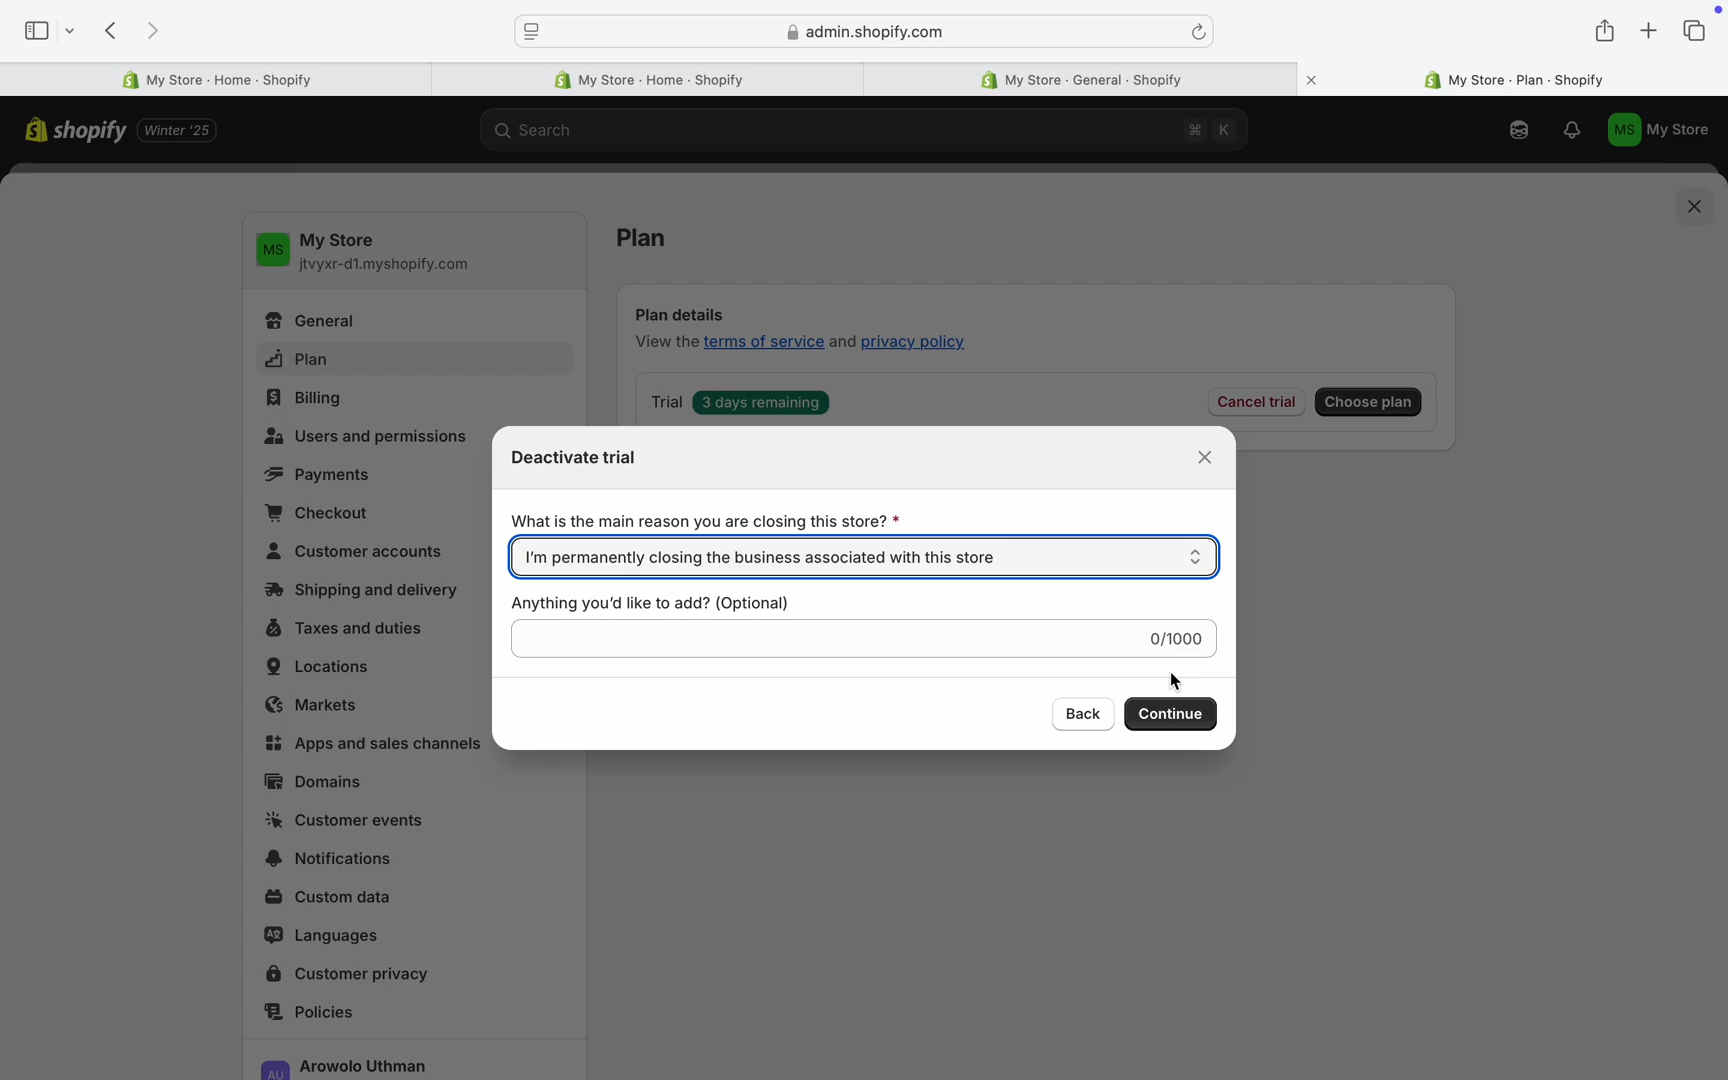 admin.shopify.com
My Store · Home · Shopify
My Store · Home · Shopify
My Store · General · Shopify
My Store · Plan · Shopify
shopify
Winter '25
Search
⌘ K
MS My Store
MS
My Store
jtvyxr-d1.myshopify.com
General
Plan
Billing
Users and permissions
Payments
Checkout
Customer accounts
Shipping and delivery
Taxes and duties
Locations
Markets
Apps and sales channels
Domains
Customer events
Notifications
Custom data
Languages
Customer privacy
Policies
AU
Arowolo Uthman
Plan
Plan details
View the terms of service and privacy policy
Trial 3 days remaining
Cancel trial
Choose plan
Deactivate trial
What is the main reason you are closing this store? *
I'm permanently closing the business associated with this store
Anything you'd like to add? (Optional)
0/1000
Back
Continue